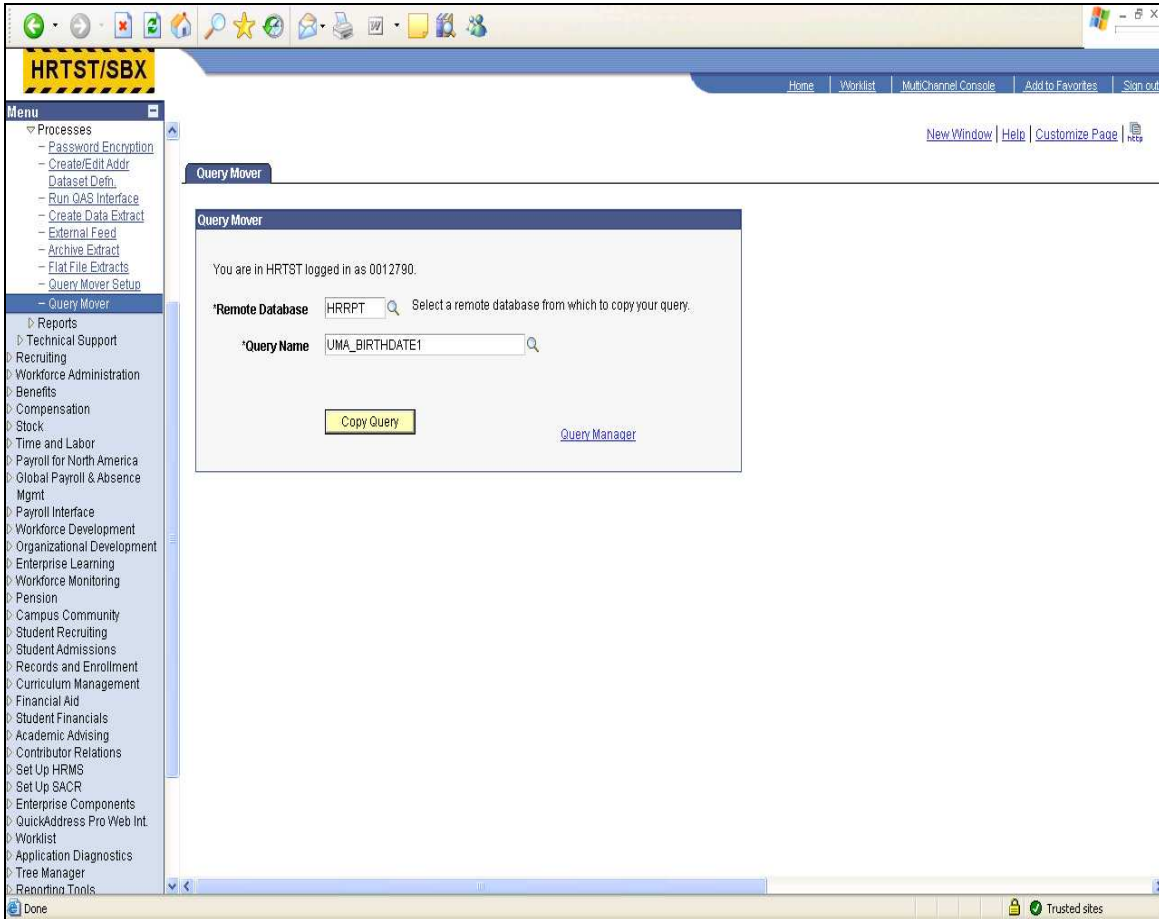 HRTST/SBX
Home | Worklist | MultiChannel Console | Add to Favorites | Sign out
Menu
Processes
– Password Encryption
– Create/Edit Addr
Dataset Defn.
– Run QAS Interface
– Create Data Extract
– External Feed
– Archive Extract
– Flat File Extracts
– Query Mover Setup
– Query Mover
Reports
Technical Support
Recruiting
Workforce Administration
Benefits
Compensation
Stock
Time and Labor
Payroll for North America
Global Payroll & Absence
Mgmt
Payroll Interface
Workforce Development
Organizational Development
Enterprise Learning
Workforce Monitoring
Pension
Campus Community
Student Recruiting
Student Admissions
Records and Enrollment
Curriculum Management
Financial Aid
Student Financials
Academic Advising
Contributor Relations
Set Up HRMS
Set Up SACR
Enterprise Components
QuickAddress Pro Web Int.
Worklist
Application Diagnostics
Tree Manager
Reporting Tools
New Window | Help | Customize Page | http
Query Mover
Query Mover
You are in HRTST logged in as 0012790.
*Remote Database HRRPT Select a remote database from which to copy your query.
*Query Name UMA_BIRTHDATE1
Copy Query
Query Manager
Done
Trusted sites